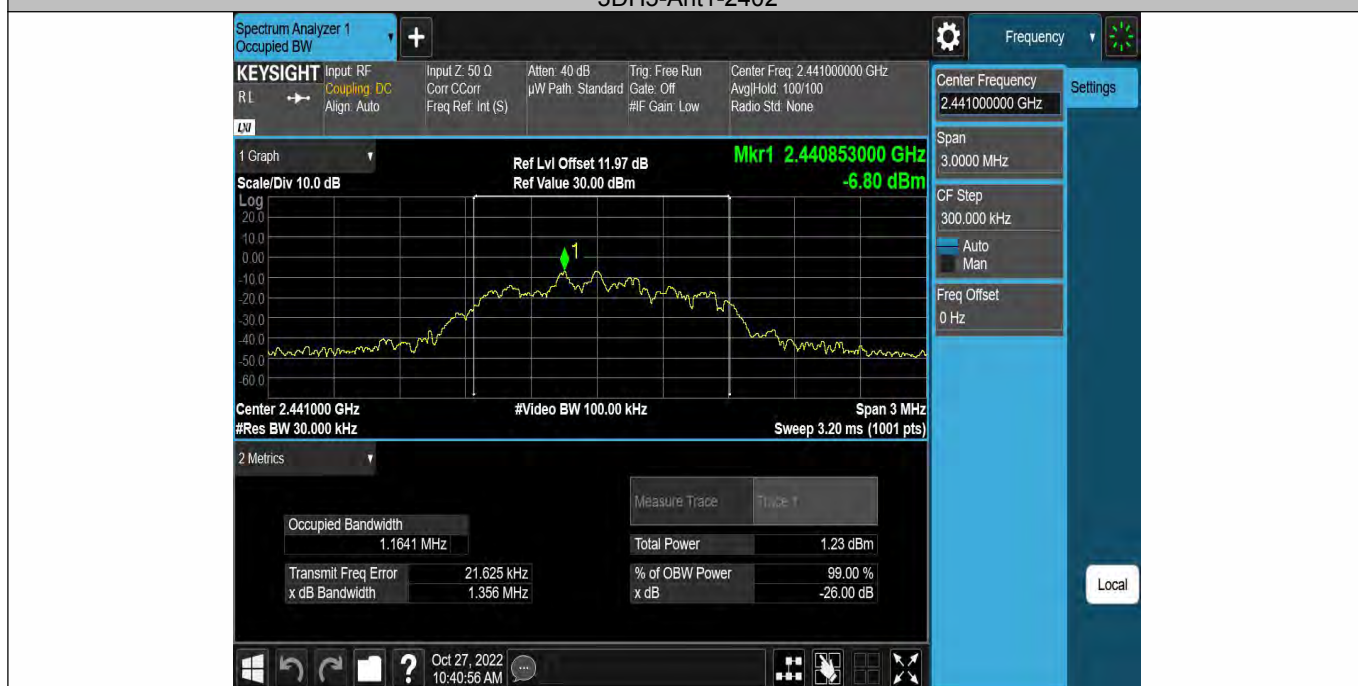 3DH5-Ant1-2402
Spectrum Analyzer 1
Occupied BW
Frequency
KEYSIGHT
R L
LXI
Input: RF
Coupling: DC
Align: Auto
Input Z: 50 Ω
Corr CCorr
Freq Ref: Int (S)
Atten: 40 dB
µW Path: Standard
Trig: Free Run
Gate: Off
#IF Gain: Low
Center Freq: 2.441000000 GHz
Avg|Hold: 100/100
Radio Std: None
Center Frequency
2.441000000 GHz
Settings
Span
3.0000 MHz
CF Step
300.000 kHz
Auto
Man
Freq Offset
0 Hz
Local
1 Graph
Scale/Div 10.0 dB
Ref Lvl Offset 11.97 dB
Ref Value 30.00 dBm
Mkr1 2.440853000 GHz
-6.80 dBm
Log
20.0
10.0
0.00
-10.0
-20.0
-30.0
-40.0
-50.0
-60.0
1
Center 2.441000 GHz
#Video BW 100.00 kHz
Span 3 MHz
#Res BW 30.000 kHz
Sweep 3.20 ms (1001 pts)
2 Metrics
Measure Trace
Trace 1
Occupied Bandwidth
1.1641 MHz
Total Power
1.23 dBm
Transmit Freq Error
21.625 kHz
% of OBW Power
99.00 %
x dB Bandwidth
1.356 MHz
x dB
-26.00 dB
Oct 27, 2022
10:40:56 AM